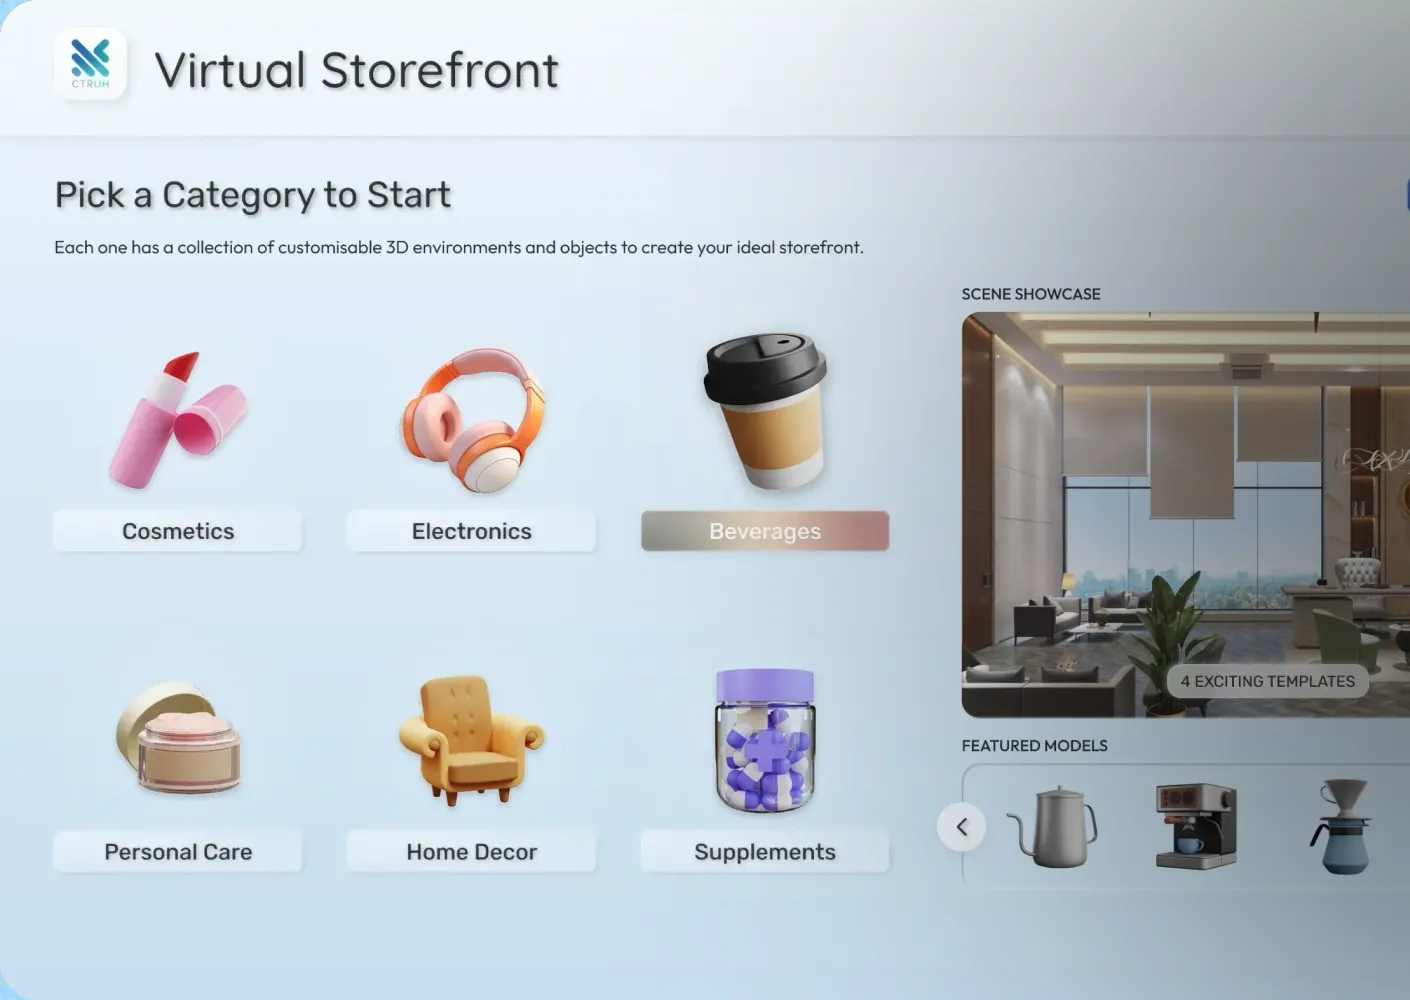 CTRUH
Virtual Storefront
Pick a Category to Start
Each one has a collection of customisable 3D environments and objects to create your ideal storefront.
Cosmetics
Electronics
Beverages
Personal Care
Home Decor
Supplements
SCENE SHOWCASE
4 EXCITING TEMPLATES
FEATURED MODELS